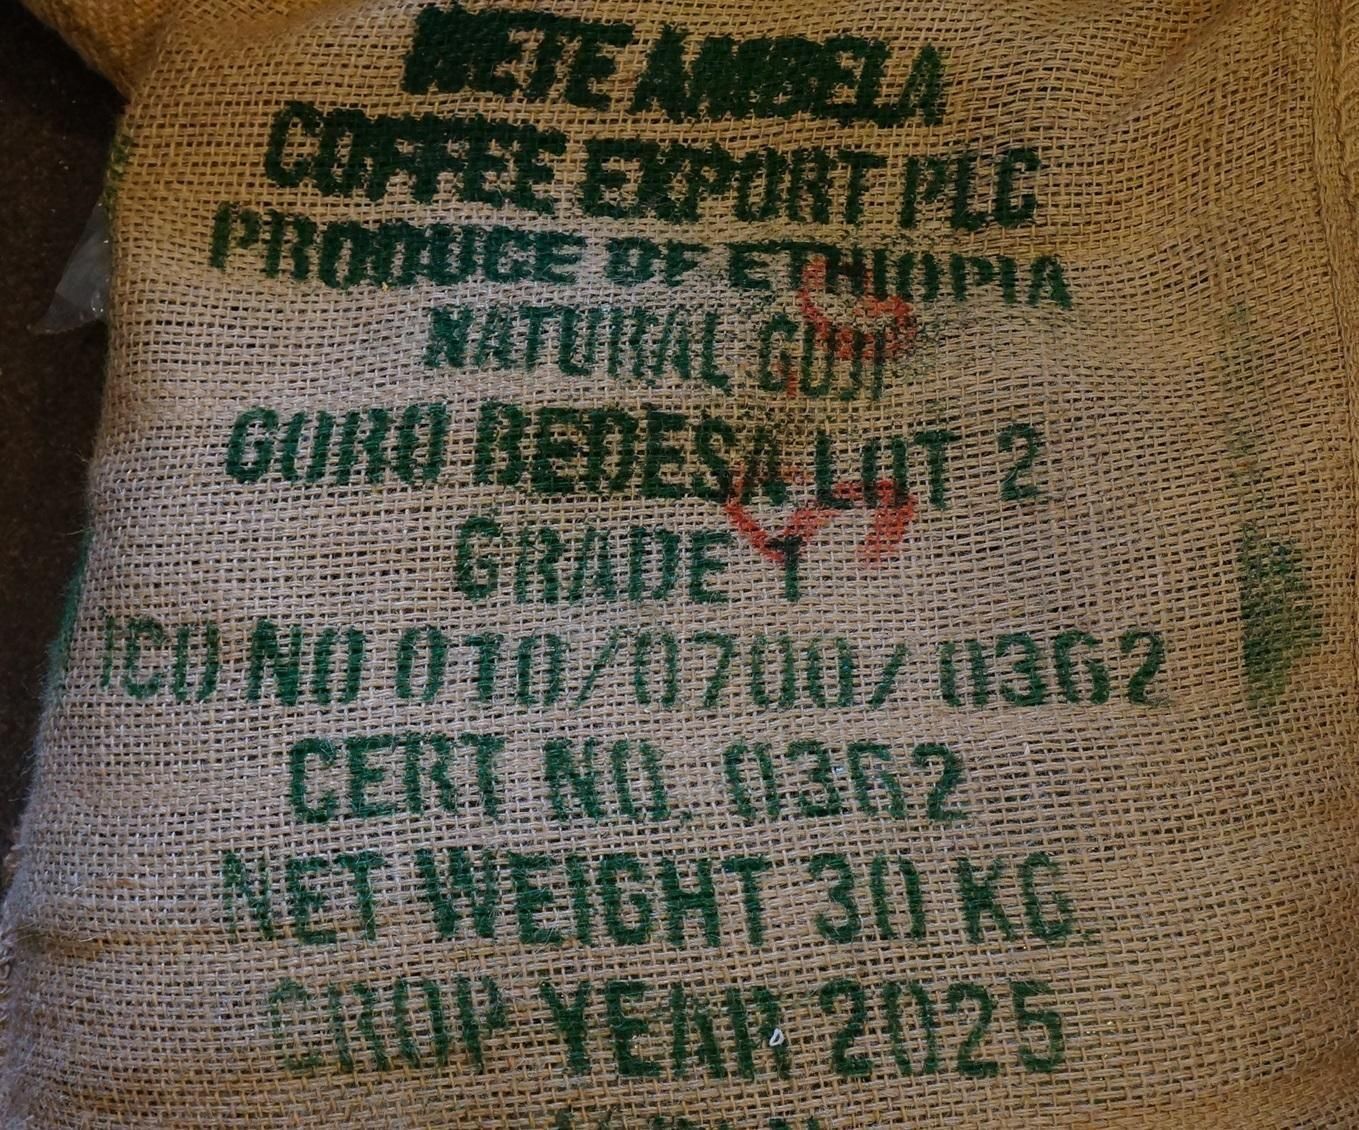 METE AMBELA
COFFEE EXPORT PLC
PRODUCE OF ETHIOPIA
NATURAL GUJI
GURO BEDESA LOT 2
GRADE 1
ICO NO 010/0700/0362
CERT NO. 0362
NET WEIGHT 30 KG
CROP YEAR 2025